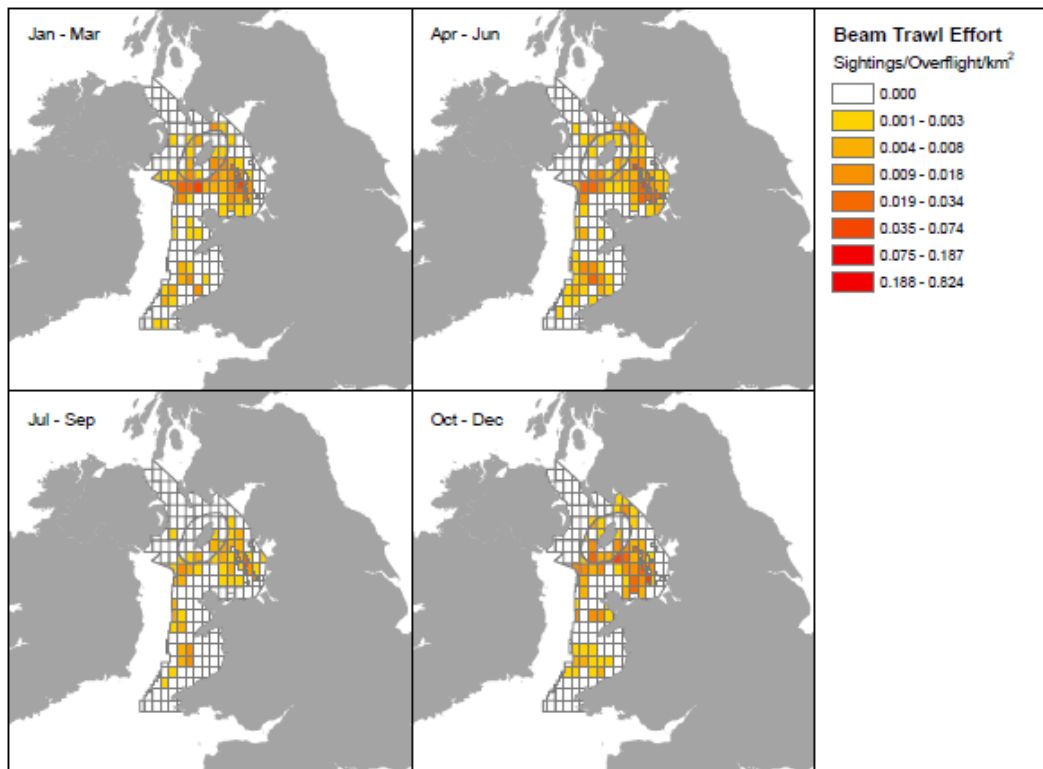 Jan - Mar
Apr - Jun
Beam Trawl Effort
Sightings/Overflight/km²
0.000
0.001 - 0.003
0.004 - 0.008
0.009 - 0.018
0.019 - 0.034
0.035 - 0.074
0.075 - 0.187
0.188 - 0.824
Jul - Sep
Oct - Dec